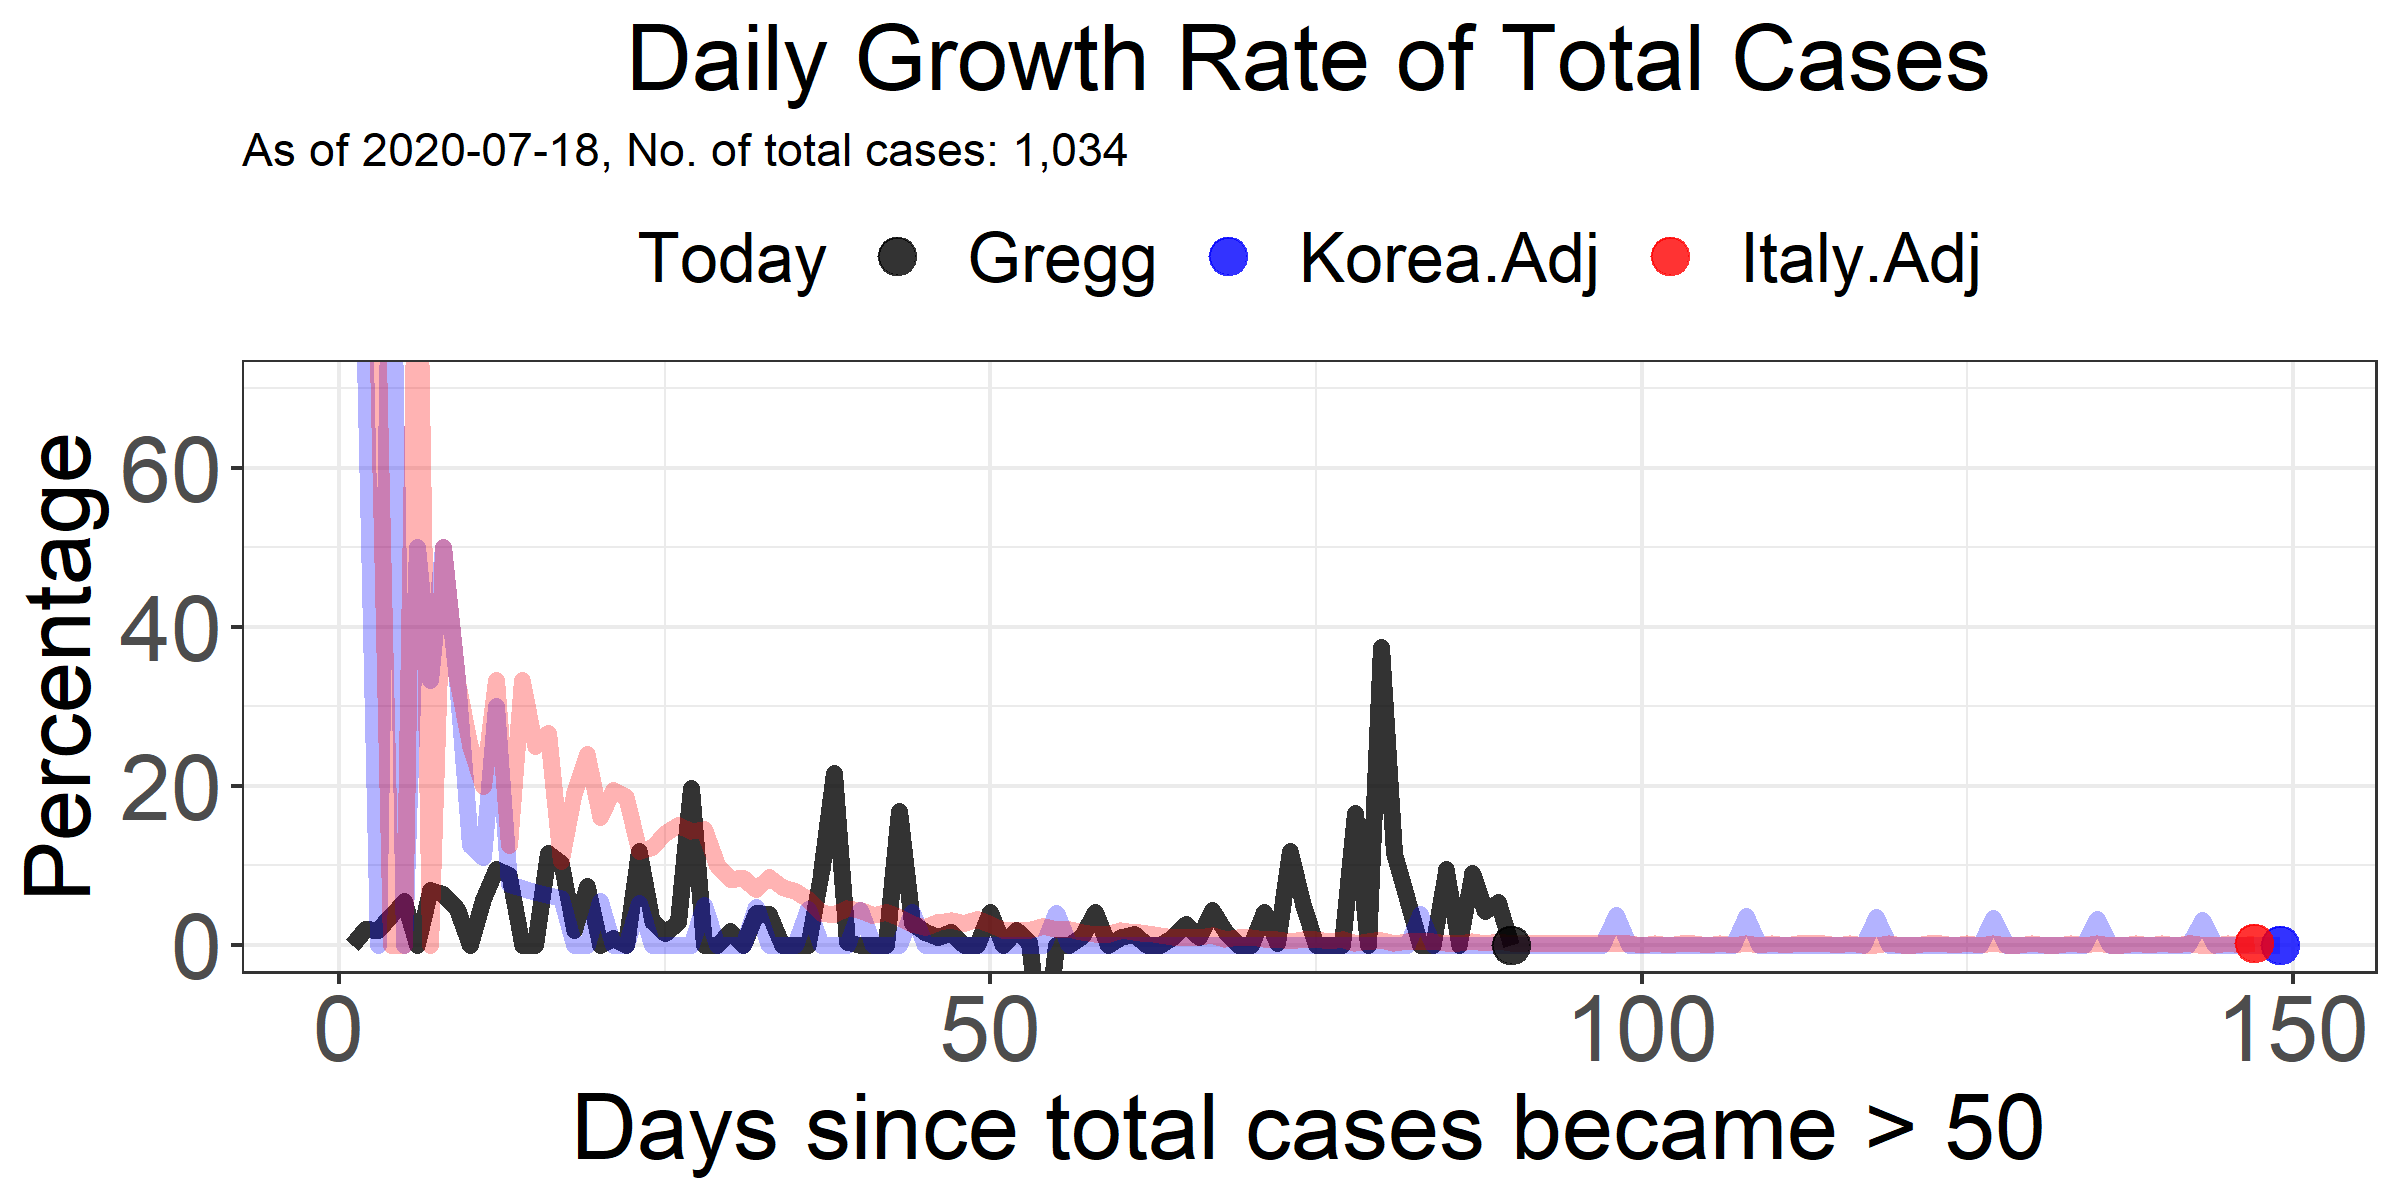 Daily Growth Rate of Total Cases
As of 2020-07-18, No. of total cases: 1,034
Today Gregg Korea.Adj Italy.Adj
Percentage
60
40
20
0
0 50 100 150
Days since total cases became > 50